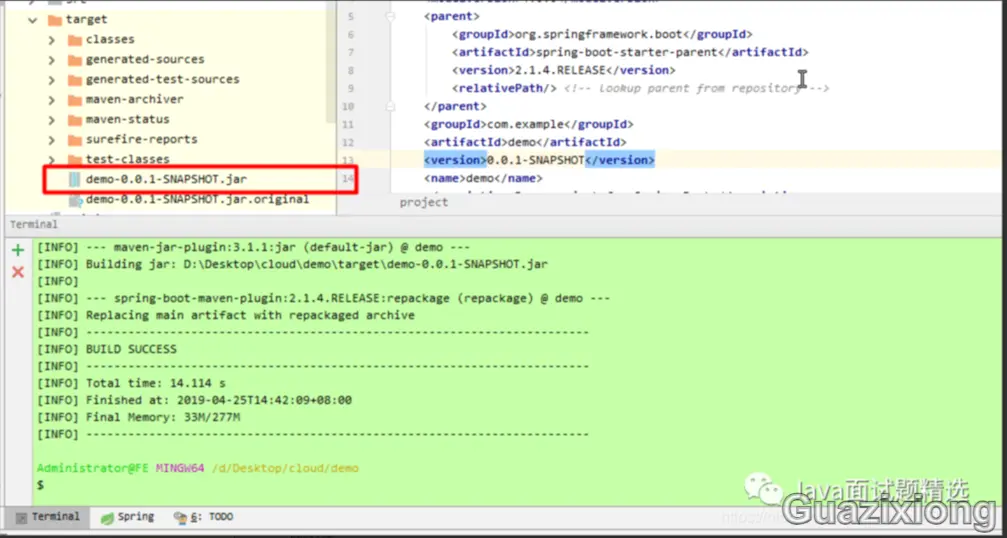 target
classes
generated-sources
generated-test-sources
maven-archiver
maven-status
surefire-reports
test-classes
demo-0.0.1-SNAPSHOT.jar
demo-0.0.1-SNAPSHOT.jar.original
5 <parent>
6 <groupId>org.springframework.boot</groupId>
7 <artifactId>spring-boot-starter-parent</artifactId>
8 <version>2.1.4.RELEASE</version>
9 <relativePath/> <!-- lookup parent from repository -->
10 </parent>
11 <groupId>com.example</groupId>
12 <artifactId>demo</artifactId>
13 <version>0.0.1-SNAPSHOT</version>
14 <name>demo</name>
project
Terminal
[INFO] --- maven-jar-plugin:3.1.1:jar (default-jar) @ demo ---
[INFO] Building jar: D:\Desktop\cloud\demo\target\demo-0.0.1-SNAPSHOT.jar
[INFO]
[INFO] --- spring-boot-maven-plugin:2.1.4.RELEASE:repackage (repackage) @ demo ---
[INFO] Replacing main artifact with repackaged archive
[INFO] ------------------------------------------------------------------------
[INFO] BUILD SUCCESS
[INFO] ------------------------------------------------------------------------
[INFO] Total time: 14.114 s
[INFO] Finished at: 2019-04-25T14:42:09+08:00
[INFO] Final Memory: 33M/277M
[INFO] ------------------------------------------------------------------------
Administrator@FE MINGW64 /d/Desktop/cloud/demo
$
Java面试题精选
Guazixiong
Terminal Spring 6: TODO